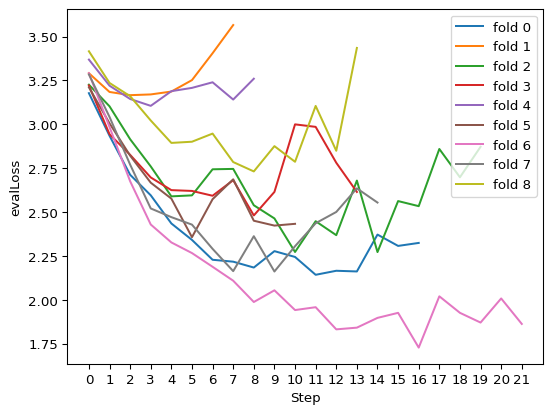 3.50
3.25
3.00
2.75
2.50
2.25
2.00
1.75
evalLoss
0 1 2 3 4 5 6 7 8 9 10 11 12 13 14 15 16 17 18 19 20 21
Step
fold 0
fold 1
fold 2
fold 3
fold 4
fold 5
fold 6
fold 7
fold 8